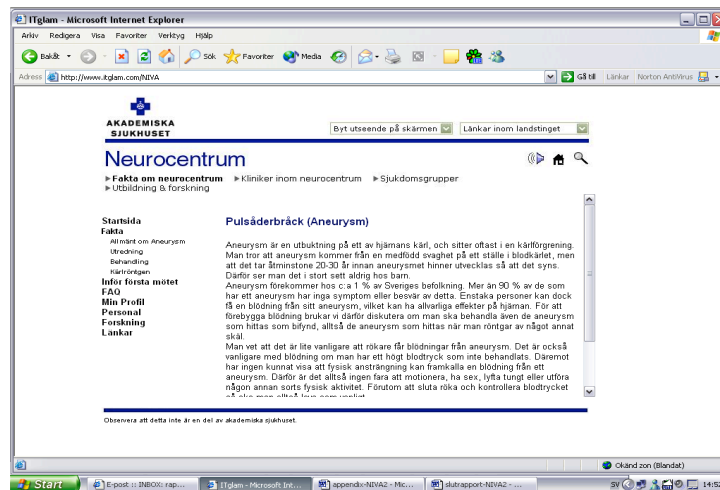 ITglam - Microsoft Internet Explorer
Arkiv Redigera Visa Favoriter Verktyg Hjälp
Bakåt Sök Favoriter Media
Adress http://www.itglam.com/NIVA Gå till Länkar Norton AntiVirus
AKADEMISKA
SJUKHUSET
Byt utseende på skärmen Länkar inom landstinget
Neurocentrum
Fakta om neurocentrum Kliniker inom neurocentrum Sjukdomsgrupper
Utbildning & forskning
Startsida
Fakta
Allmänt om Aneurysm
Utredning
Behandling
Kärlröntgen
Inför första mötet
FAQ
Min Profil
Personal
Forskning
Länkar
Pulsåderbråck (Aneurysm)
Aneurysm är en utbuktning på ett av hjärnans kärl, och sitter oftast i en kärlförgrening.
Man tror att aneurysm kommer från en medfödd svaghet på ett ställe i blodkärlet, men
att det tar åtminstone 20-30 år innan aneurysmet hinner utvecklas så att det syns.
Därför ser man det i stort sett aldrig hos barn.
Aneurysm förekommer hos c:a 1 % av Sveriges befolkning. Mer än 90 % av de som
har ett aneurysm har inga symptom eller besvär av detta. Enstaka personer kan dock
få en blödning från sitt aneurysm, vilket kan ha allvarliga effekter på hjärnan. För att
förebygga blödning brukar vi därför diskutera om man ska behandla även de aneurysm
som hittas som bifynd, alltså de aneurysm som hittas när man röntgar av något annat
skäl.
Man vet att det är lite vanligare att rökare får blödningar från aneurysm. Det är också
vanligare med blödning om man har ett högt blodtryck som inte behandlats. Däremot
har ingen kunnat visa att fysisk ansträngning kan framkalla en blödning från ett
aneurysm. Därför är det alltså ingen fara att motionera, ha sex, lyfta tungt eller utföra
någon annan sorts fysisk aktivitet. Förutom att sluta röka och kontrollera blodtrycket
så ska man alltså leva som vanligt.
Observera att detta inte är en del av akademiska sjukhuset.
Okänd zon (Blandat)
Start E-post :: INBOX: rap... ITglam - Microsoft Int... appendix-NIVA2 - Mic... slutrapport-NIVA2 - ... SV 14:52